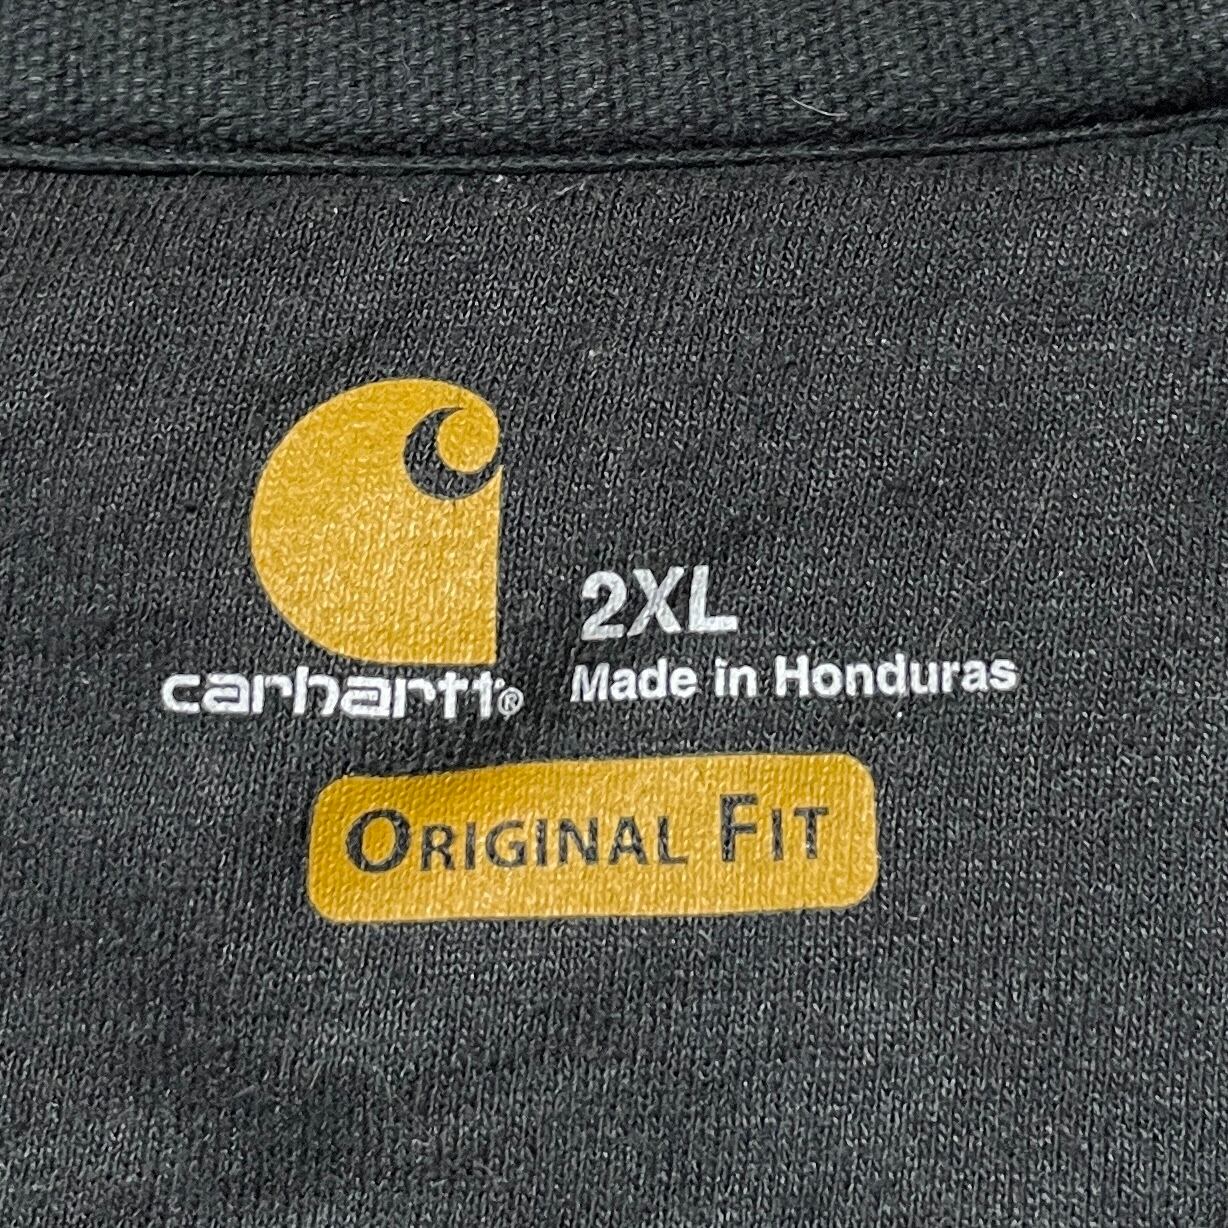 2XL
carhartt®
Made in Honduras
ORIGINAL FIT